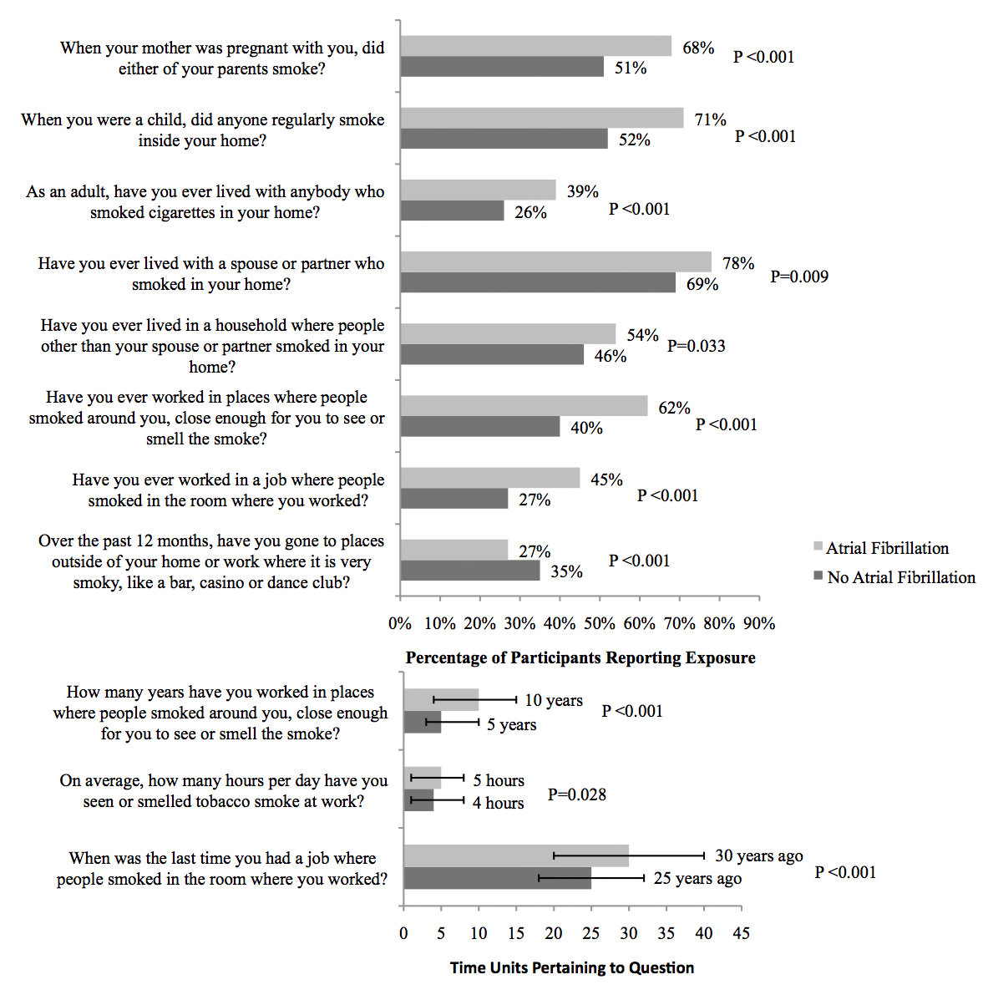 When your mother was pregnant with you, did
either of your parents smoke?
68%
51%
P <0.001
When you were a child, did anyone regularly smoke
inside your home?
71%
52%
P <0.001
As an adult, have you ever lived with anybody who
smoked cigarettes in your home?
39%
26%
P <0.001
Have you ever lived with a spouse or partner who
smoked in your home?
78%
69%
P=0.009
Have you ever lived in a household where people
other than your spouse or partner smoked in your
home?
54%
46%
P=0.033
Have you ever worked in places where people
smoked around you, close enough for you to see or
smell the smoke?
62%
40%
P <0.001
Have you ever worked in a job where people
smoked in the room where you worked?
45%
27%
P <0.001
Over the past 12 months, have you gone to places
outside of your home or work where it is very
smoky, like a bar, casino or dance club?
27%
35%
P <0.001
Atrial Fibrillation
No Atrial Fibrillation
0% 10% 20% 30% 40% 50% 60% 70% 80% 90%
Percentage of Participants Reporting Exposure
How many years have you worked in places
where people smoked around you, close enough
for you to see or smell the smoke?
10 years
5 years
P <0.001
On average, how many hours per day have you
seen or smelled tobacco smoke at work?
5 hours
4 hours
P=0.028
When was the last time you had a job where
people smoked in the room where you worked?
30 years ago
25 years ago
P <0.001
0 5 10 15 20 25 30 35 40 45
Time Units Pertaining to Question